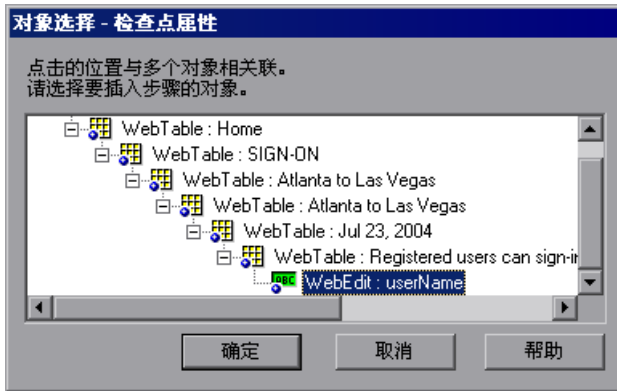 对象选择 - 检查点属性
点击的位置与多个对象相关联。
请选择要插入步骤的对象。
WebTable : Home
WebTable : SIGN-ON
WebTable : Atlanta to Las Vegas
WebTable : Atlanta to Las Vegas
WebTable : Jul 23, 2004
WebTable : Registered users can sign-in
ABC WebEdit : userName
确定 取消 帮助